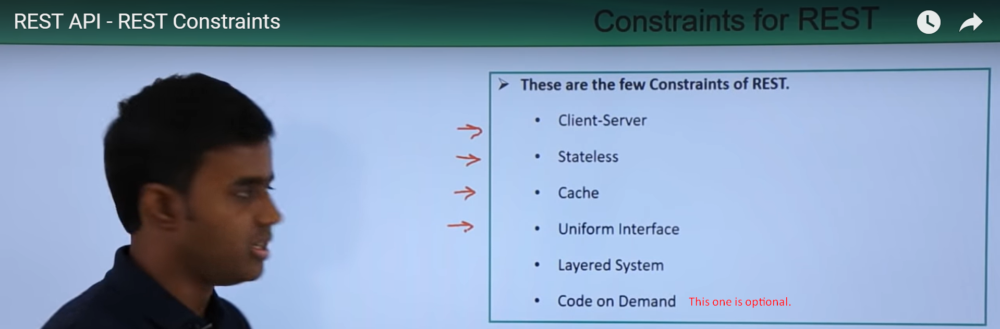 REST API - REST Constraints
Constraints for REST
These are the few Constraints of REST.
Client-Server
Stateless
Cache
Uniform Interface
Layered System
Code on Demand This one is optional.